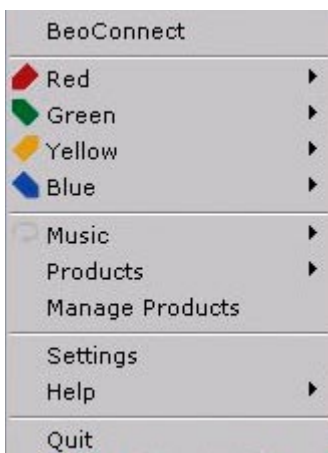 BeoConnect
Red
Green
Yellow
Blue
Music
Products
Manage Products
Settings
Help
Quit